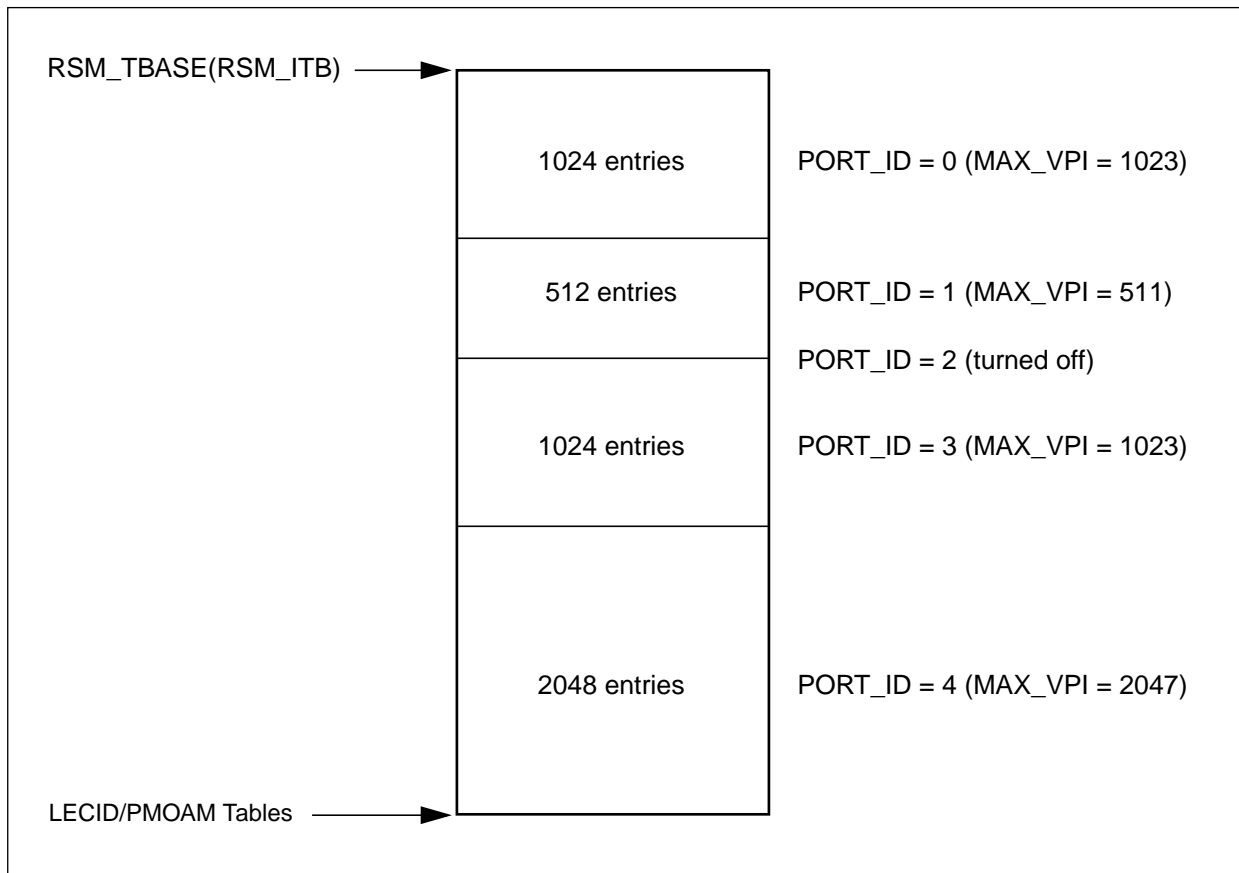 RSM_TBASE(RSM_ITB)
1024 entries
PORT_ID = 0 (MAX_VPI = 1023)
512 entries
PORT_ID = 1 (MAX_VPI = 511)
PORT_ID = 2 (turned off)
1024 entries
PORT_ID = 3 (MAX_VPI = 1023)
2048 entries
PORT_ID = 4 (MAX_VPI = 2047)
LECID/PMOAM Tables